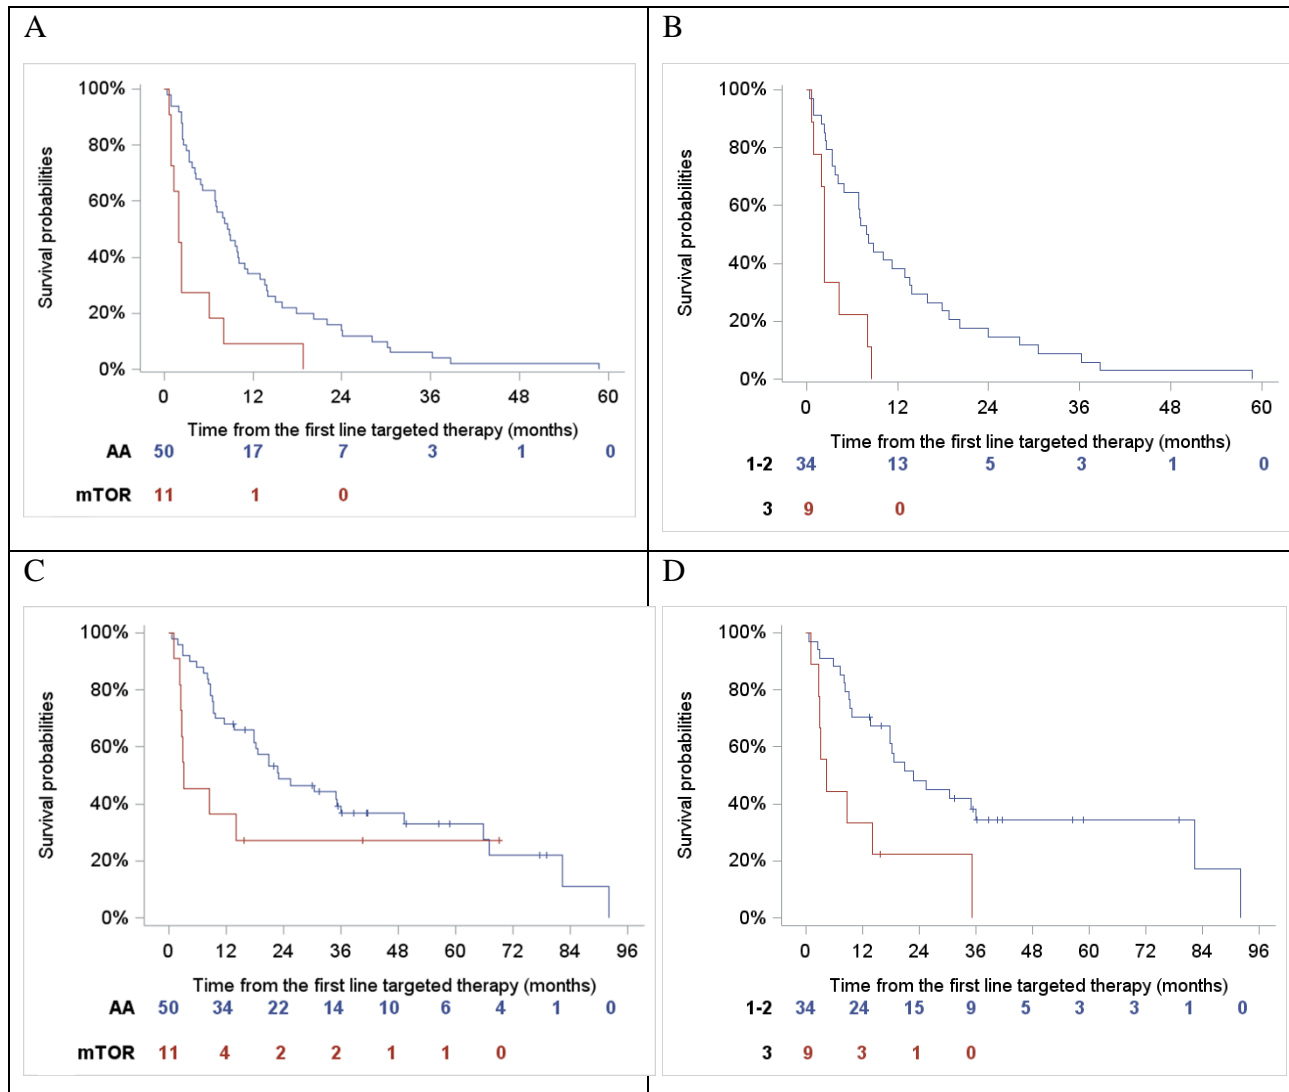 A
100%
80%
60%
40%
20%
0%
Survival probabilities
0 12 24 36 48 60
Time from the first line targeted therapy (months)
AA 50 17 7 3 1 0
mTOR 11 1 0
B
100%
80%
60%
40%
20%
0%
Survival probabilities
0 12 24 36 48 60
Time from the first line targeted therapy (months)
1-2 34 13 5 3 1 0
3 9 0
C
100%
80%
60%
40%
20%
0%
Survival probabilities
0 12 24 36 48 60 72 84 96
Time from the first line targeted therapy (months)
AA 50 34 22 14 10 6 4 1 0
mTOR 11 4 2 2 1 1 0
D
100%
80%
60%
40%
20%
0%
Survival probabilities
0 12 24 36 48 60 72 84 96
Time from the first line targeted therapy (months)
1-2 34 24 15 9 5 3 3 1 0
3 9 3 1 0